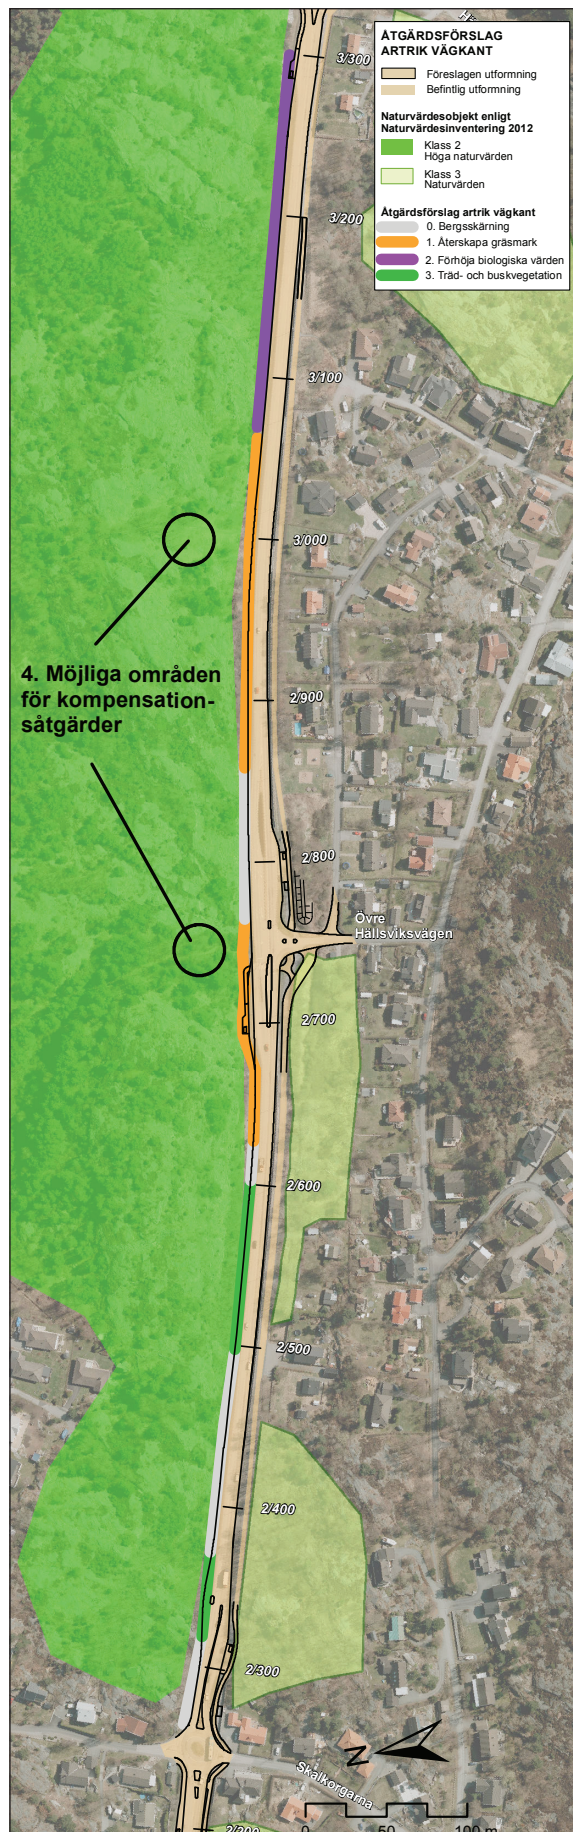 ÅTGÄRDSFÖRSLAG
ARTRIK VÄGKANT
Föreslagen utformning
Befintlig utformning
Naturvärdesobjekt enligt
Naturvärdesinventering 2012
Klass 2
Höga naturvärden
Klass 3
Naturvärden
Åtgärdsförslag artrik vägkant
0. Bergsskärning
1. Återskapa gräsmark
2. Förhöja biologiska värden
3. Träd- och buskvegetation
3/300
3/200
3/100
3/000
4. Möjliga områden
för kompensation-
såtgärder
2/900
2/800
Övre
Hällsviksvägen
2/700
2/600
2/500
2/400
2/300
N
Skalkorgarna
0 50 100 m
2/200